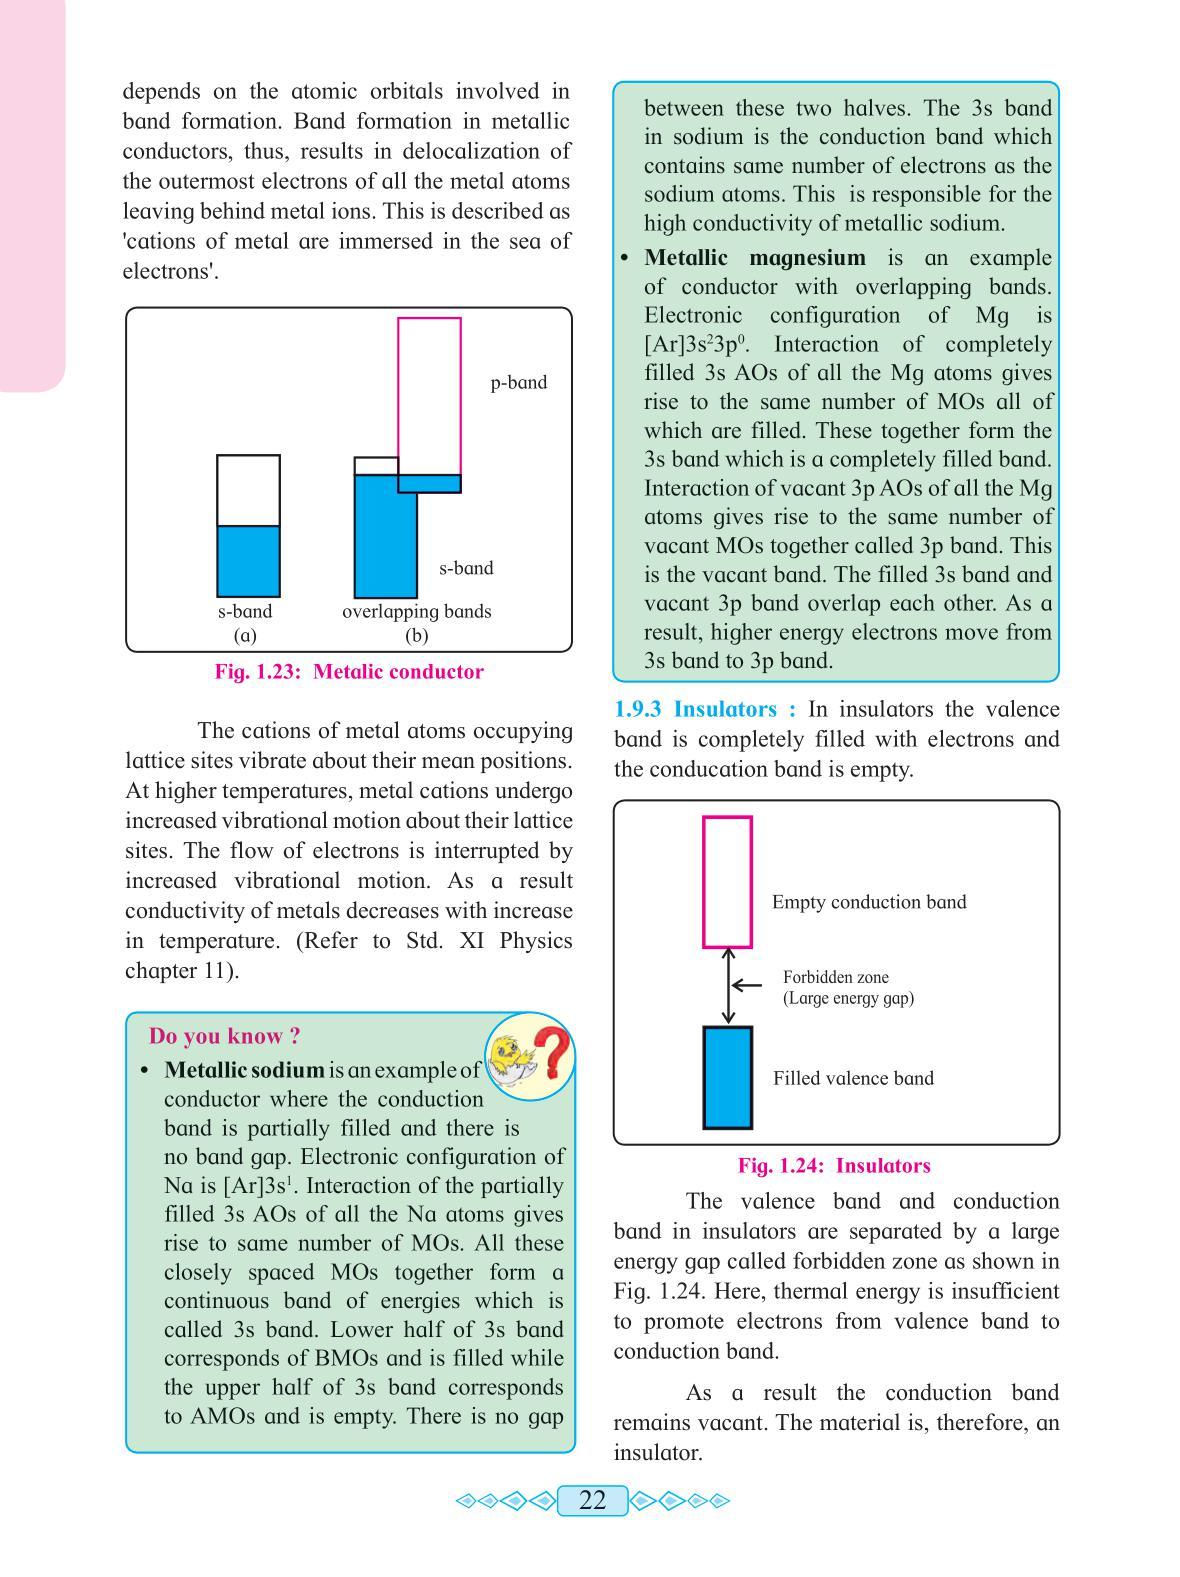 depends on the atomic orbitals involved in
band formation. Band formation in metallic
conductors, thus, results in delocalization of
the outermost electrons of all the metal atoms
leaving behind metal ions. This is described as
'cations of metal are immersed in the sea of
electrons'.
p-band
s-band
s-band
(a)
overlapping bands
(b)
Fig. 1.23: Metalic conductor
The cations of metal atoms occupying
lattice sites vibrate about their mean positions.
At higher temperatures, metal cations undergo
increased vibrational motion about their lattice
sites. The flow of electrons is interrupted by
increased vibrational motion. As a result
conductivity of metals decreases with increase
in temperature. (Refer to Std. XI Physics
chapter 11).
Do you know ?
• Metallic sodium is an example of
conductor where the conduction
band is partially filled and there is
no band gap. Electronic configuration of
Na is [Ar]3s¹. Interaction of the partially
filled 3s AOs of all the Na atoms gives
rise to same number of MOs. All these
closely spaced MOs together form a
continuous band of energies which is
called 3s band. Lower half of 3s band
corresponds of BMOs and is filled while
the upper half of 3s band corresponds
to AMOs and is empty. There is no gap
between these two halves. The 3s band
in sodium is the conduction band which
contains same number of electrons as the
sodium atoms. This is responsible for the
high conductivity of metallic sodium.
• Metallic magnesium is an example
of conductor with overlapping bands.
Electronic configuration of Mg is
[Ar]3s²3p⁰. Interaction of completely
filled 3s AOs of all the Mg atoms gives
rise to the same number of MOs all of
which are filled. These together form the
3s band which is a completely filled band.
Interaction of vacant 3p AOs of all the Mg
atoms gives rise to the same number of
vacant MOs together called 3p band. This
is the vacant band. The filled 3s band and
vacant 3p band overlap each other. As a
result, higher energy electrons move from
3s band to 3p band.
1.9.3 Insulators : In insulators the valence
band is completely filled with electrons and
the conducation band is empty.
Empty conduction band
Forbidden zone
(Large energy gap)
Filled valence band
Fig. 1.24: Insulators
The valence band and conduction
band in insulators are separated by a large
energy gap called forbidden zone as shown in
Fig. 1.24. Here, thermal energy is insufficient
to promote electrons from valence band to
conduction band.
As a result the conduction band
remains vacant. The material is, therefore, an
insulator.
22